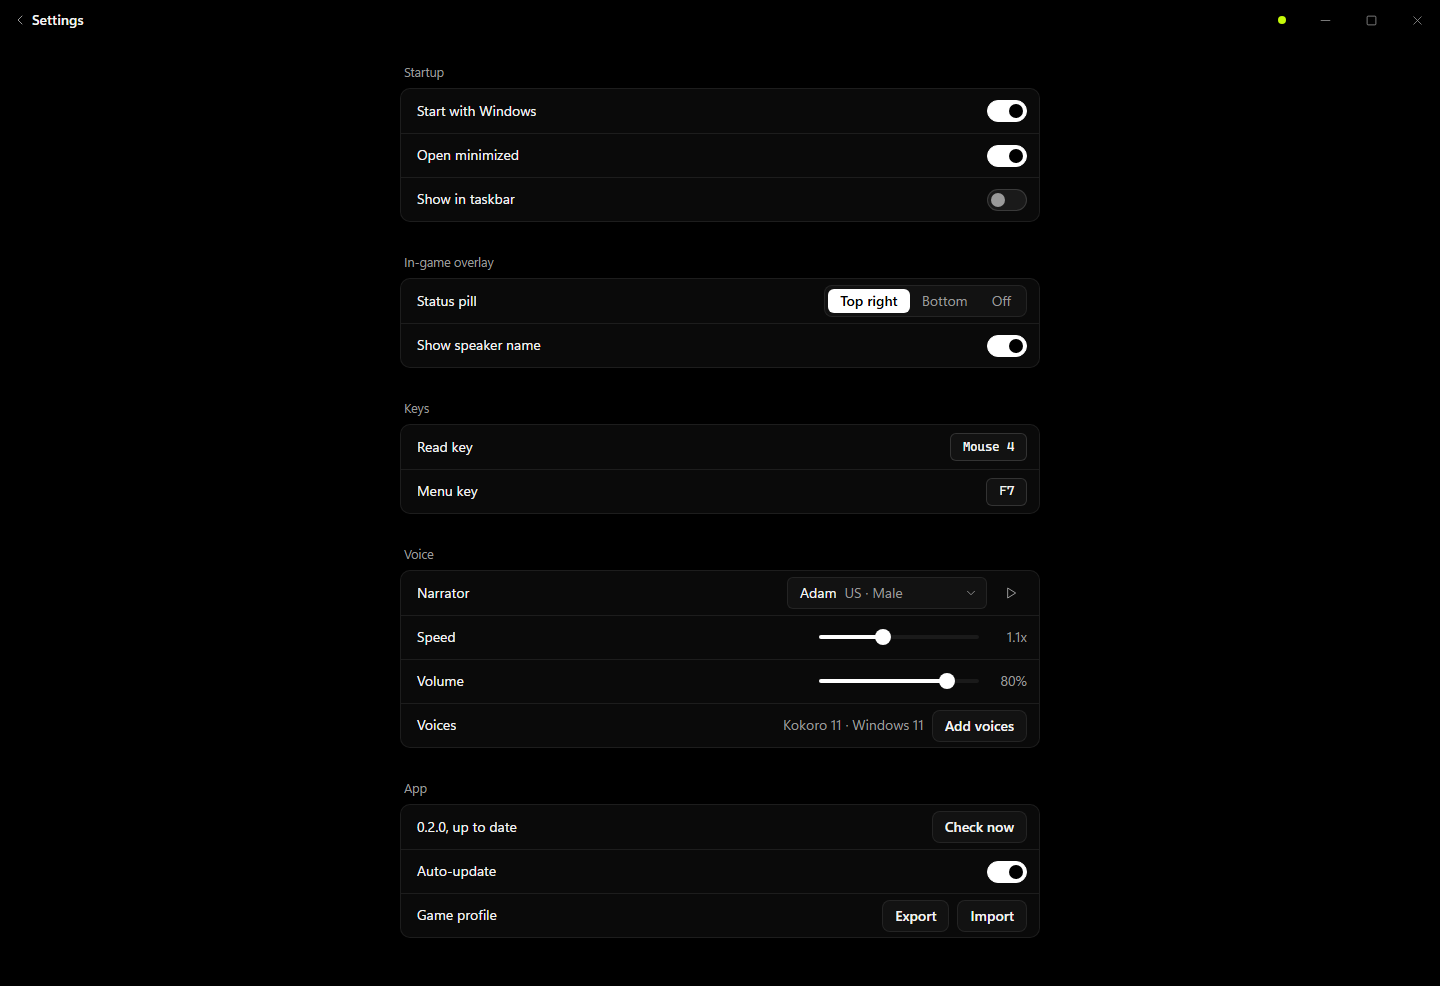 Settings
Startup
Start with Windows
Open minimized
Show in taskbar
In-game overlay
Status pill Top right Bottom Off
Show speaker name
Keys
Read key Mouse 4
Menu key F7
Voice
Narrator Adam US · Male
Speed 1.1x
Volume 80%
Voices Kokoro 11 · Windows 11 Add voices
App
0.2.0, up to date Check now
Auto-update
Game profile Export Import